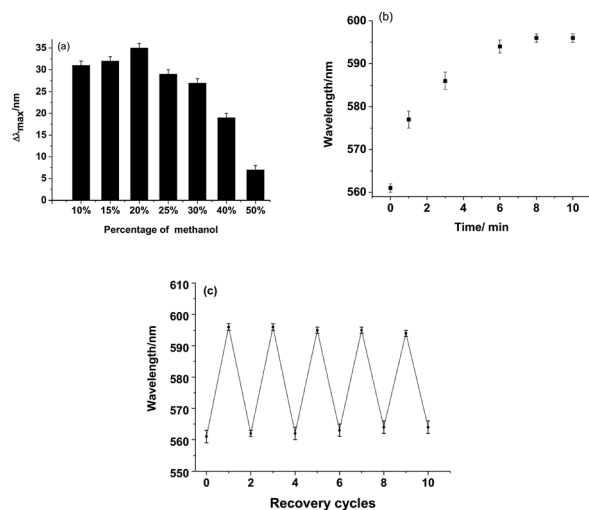 (a)
Δλmax/nm
35
30
25
20
15
10
5
0
10% 15% 20% 25% 30% 40% 50%
Percentage of methanol
(b)
Wavelength/nm
600
590
580
570
560
0 2 4 6 8 10
Time/ min
(c)
Wavelength/nm
610
600
590
580
570
560
550
0 2 4 6 8 10
Recovery cycles